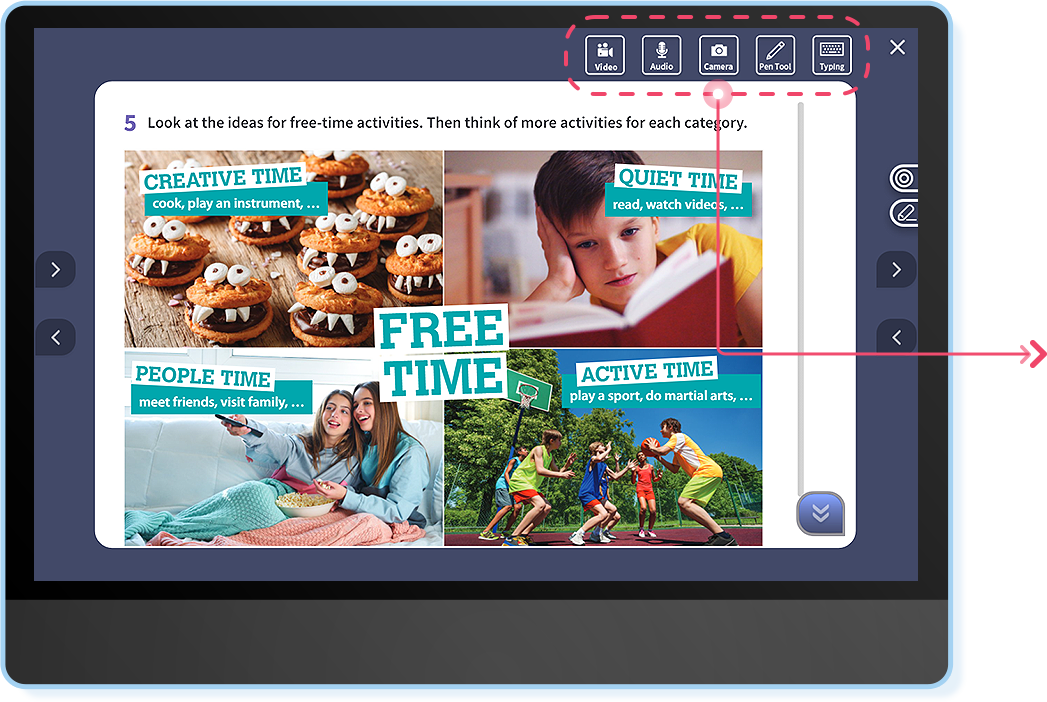 Video
Audio
Camera
Pen Tool
Typing
5 Look at the ideas for free-time activities. Then think of more activities for each category.
CREATIVE TIME
cook, play an instrument, ...
QUIET TIME
read, watch videos, ...
FREE
TIME
PEOPLE TIME
meet friends, visit family, ...
ACTIVE TIME
play a sport, do martial arts, ...